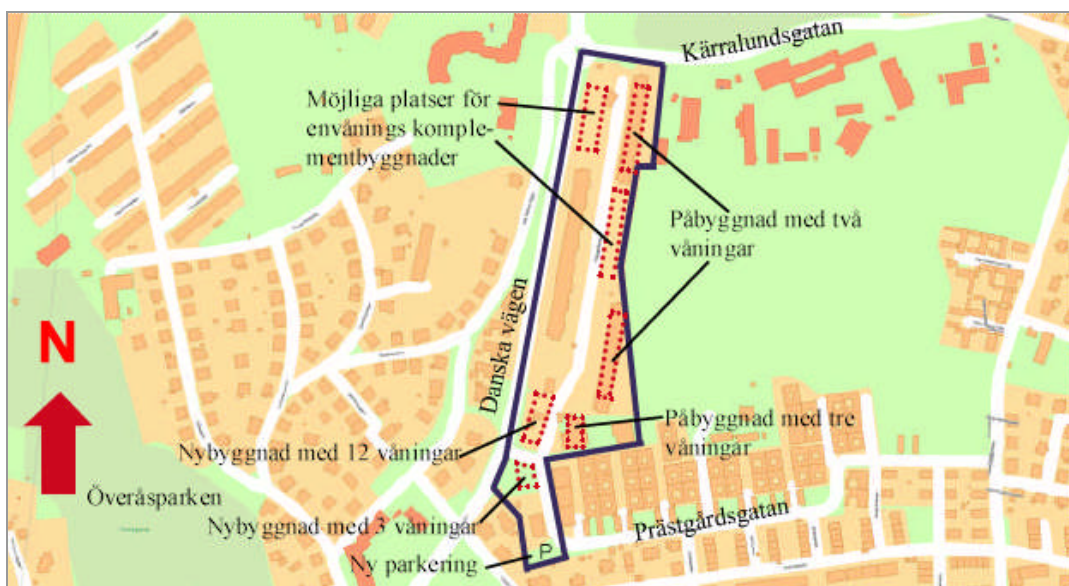 Kärralundsgatan
Möjliga platser för
envånings komple-
mentbyggnader
Påbyggnad med två
våningar
N
Danska vägen
Påbyggnad med tre
våningar
Nybyggnad med 12 våningar
Överåsparken
Nybyggnad med 3 våningar
Prästgårdsgatan
P
Ny parkering